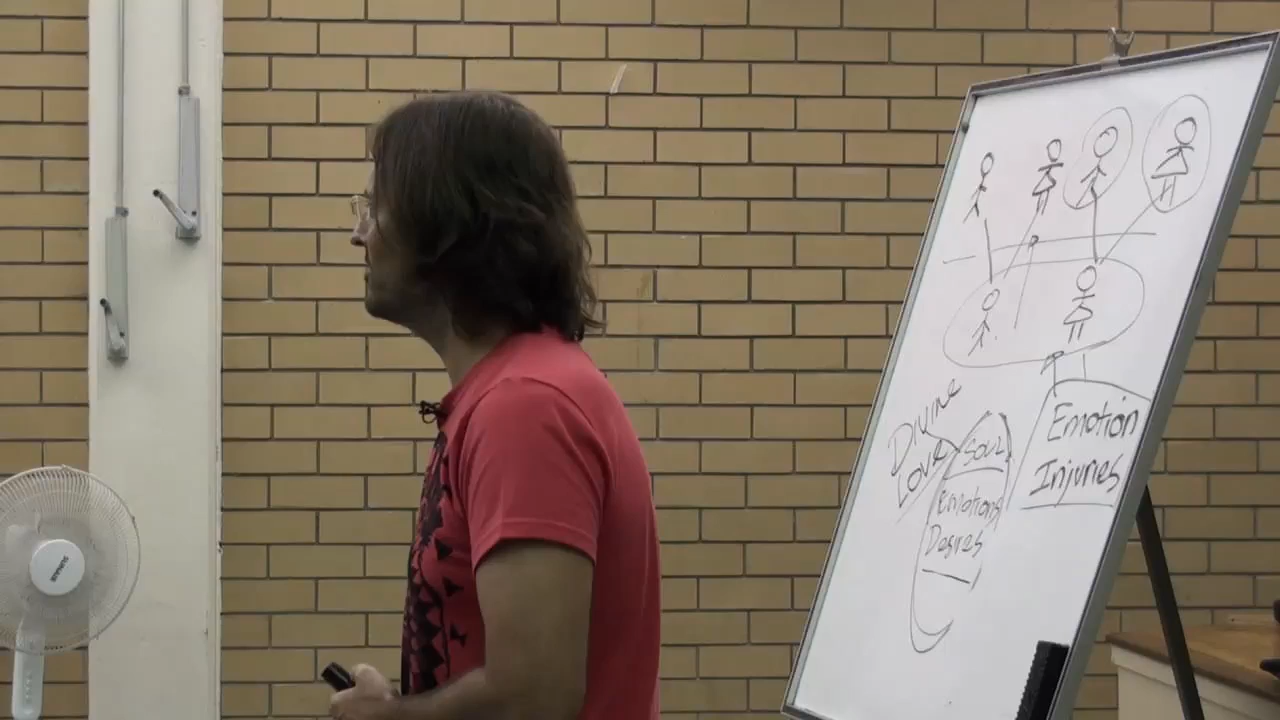 Divine
Love
Soul
emotions
Desires
Emotion
Injuries